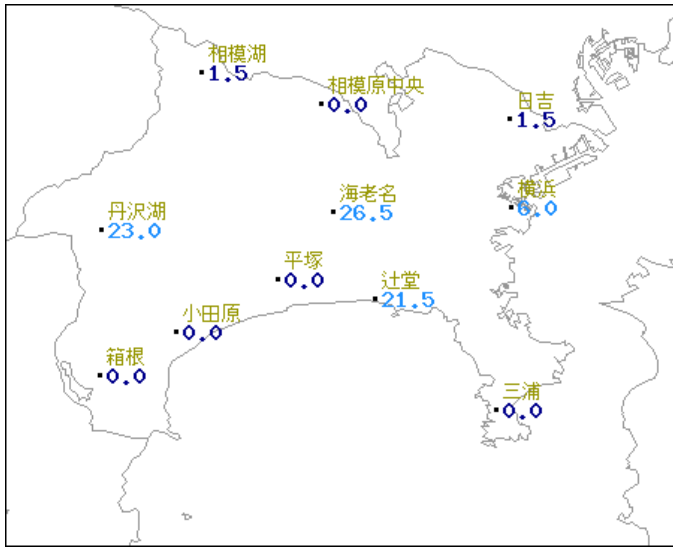 相模湖
1.5
相模原中央
0.0
日吉
1.5
横浜
6.0
海老名
26.5
丹沢湖
23.0
平塚
0.0
辻堂
21.5
小田原
0.0
箱根
0.0
三浦
0.0